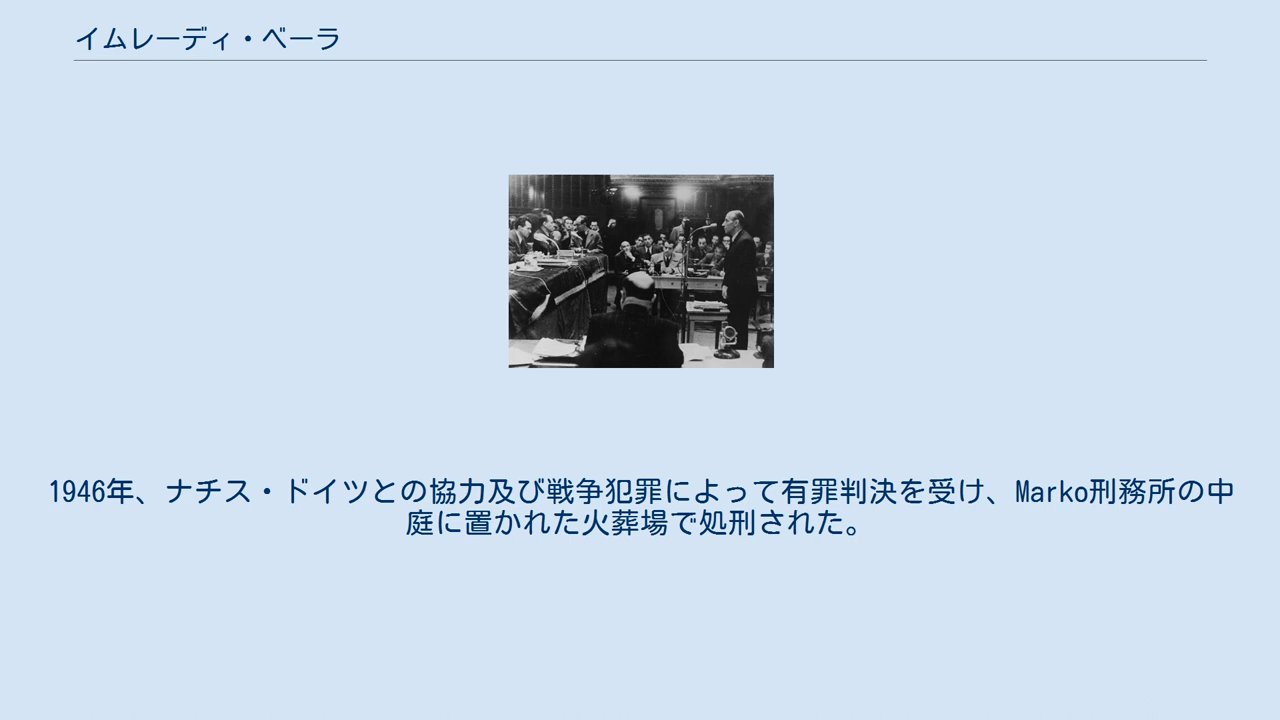 イムレーディ・ベーラ
1946年、ナチス・ドイツとの協力及び戦争犯罪によって有罪判決を受け、Marko刑務所の中
庭に置かれた火葬場で処刑された。